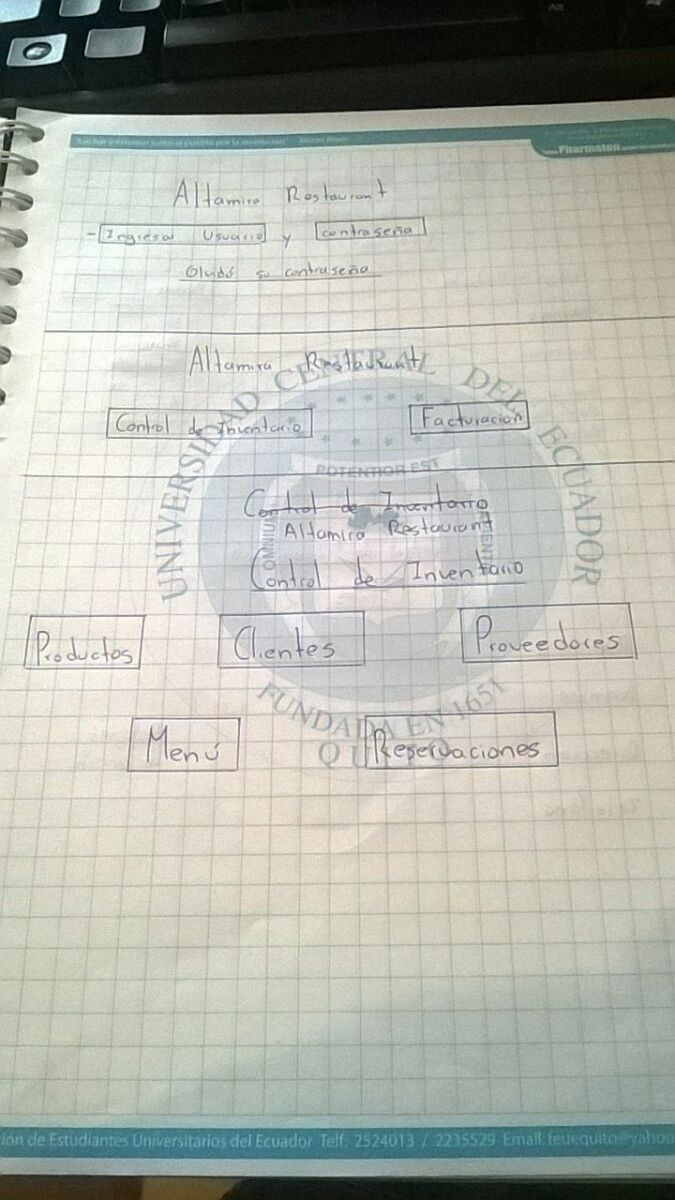 "Luchar y estudiar junto al pueblo por la
Pharmaton
Altamira Restaurant
- Ingresar Usuario y contraseña
Olvidó su contraseña
Altamira Restaurant
Control de Inventario Facturación
UNIVERSIDAD CENTRAL DEL ECUADOR
POTENTIOR EST
OMNIUM
Control de Inventario
Altamira Restaurant
Control de Inventario
Productos Clientes Proveedores
FUNDADA EN 1651
QUITO
Menú Reservaciones
ión de Estudiantes Universitarios del Ecuador Telf: 2524013 / 2235529 Email:feuequito@yahoo